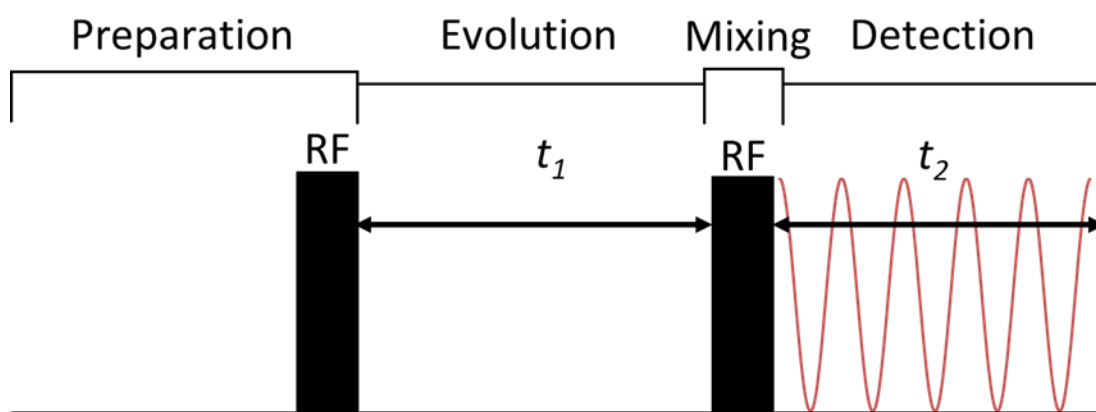 Preparation Evolution Mixing Detection
RF t₁ RF t₂